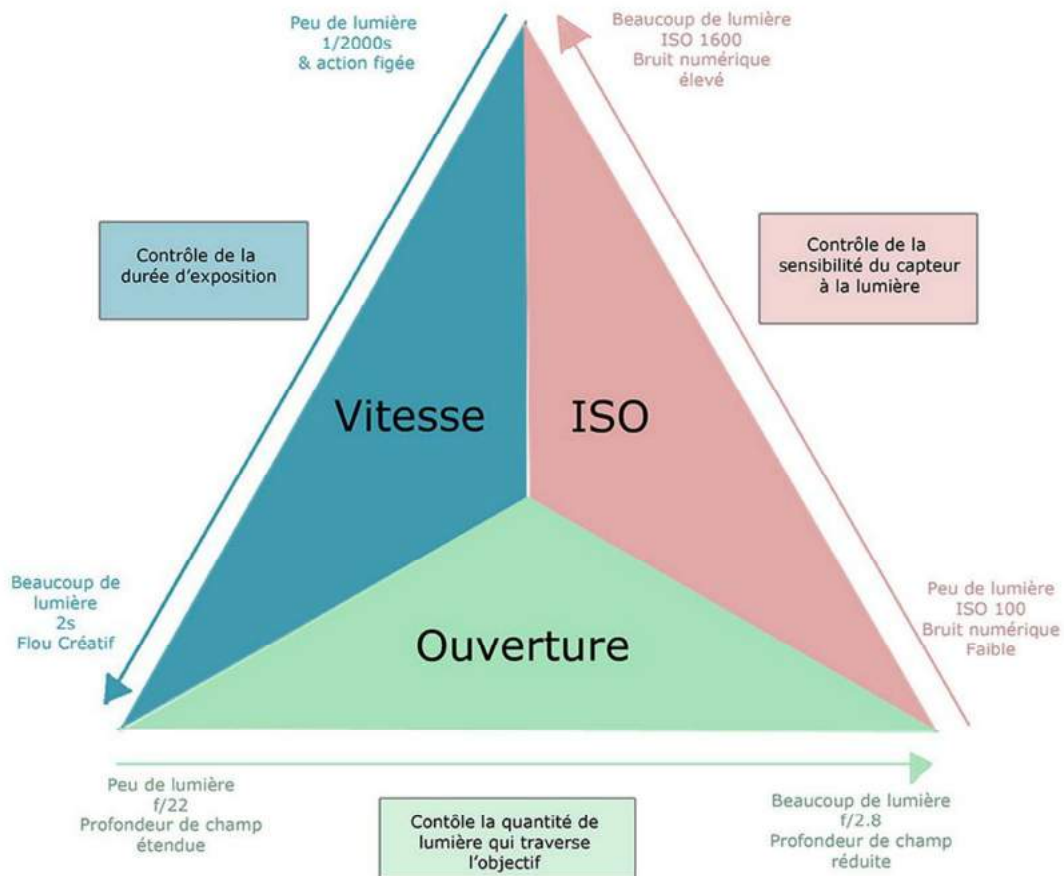 Peu de lumière
1/2000s
& action figée
Beaucoup de lumière
ISO 1600
Bruit numérique
élevé
Contrôle de la
durée d'exposition
Contrôle de la
sensibilité du capteur
à la lumière
Vitesse
ISO
Ouverture
Beaucoup de
lumière
2s
Flou Créatif
Peu de lumière
ISO 100
Bruit numérique
Faible
Peu de lumière
f/22
Profondeur de champ
étendue
Contôle la quantité de
lumière qui traverse
l'objectif
Beaucoup de lumière
f/2.8
Profondeur de champ
réduite